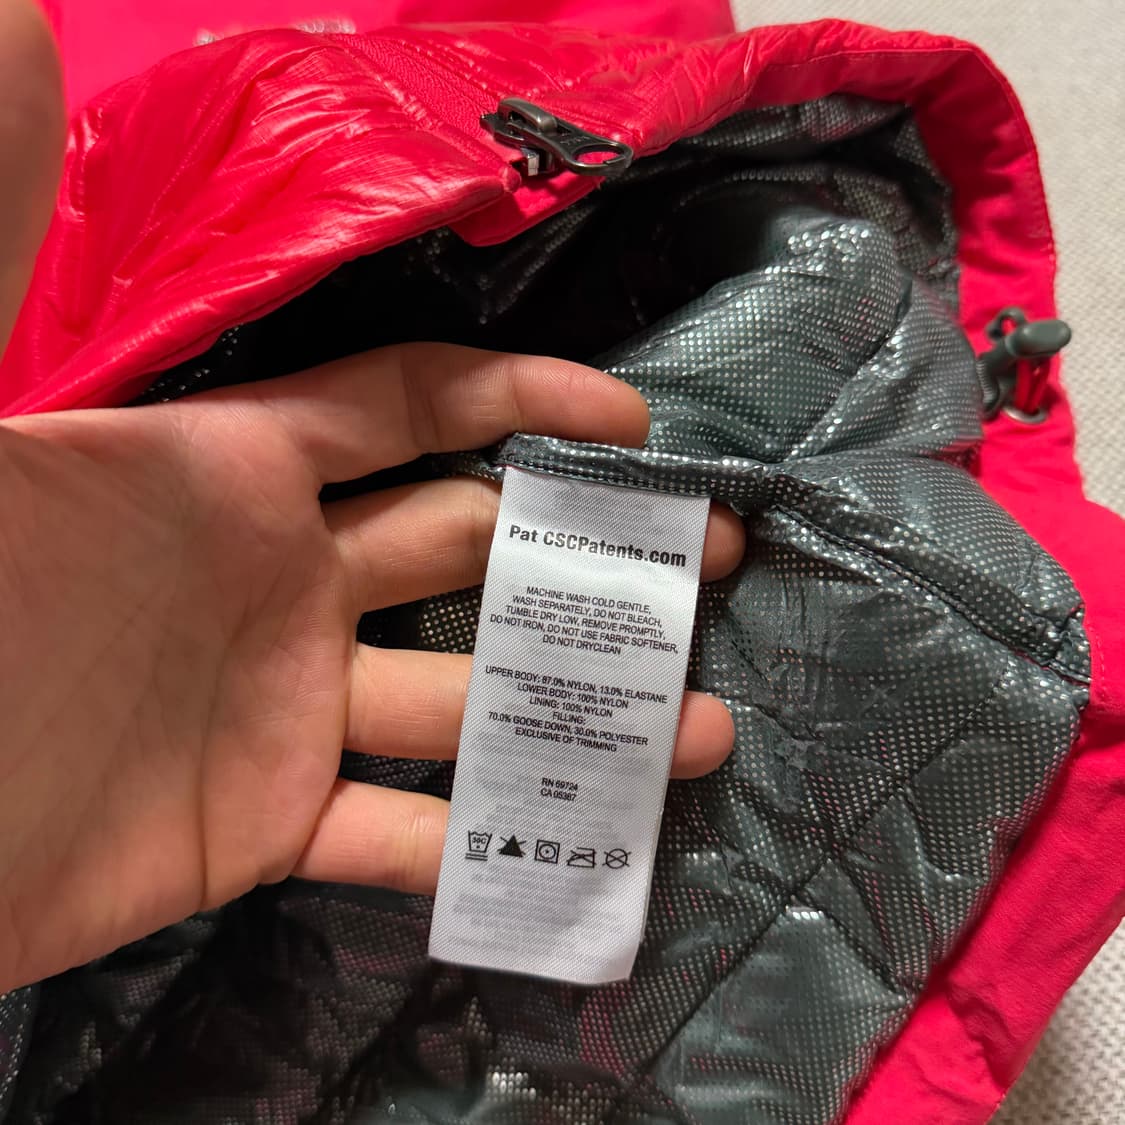 Pat CSCPatents.com
MACHINE WASH COLD GENTLE,
WASH SEPARATELY, DO NOT BLEACH,
TUMBLE DRY LOW, REMOVE PROMPTLY,
DO NOT IRON, DO NOT USE FABRIC SOFTENER,
DO NOT DRYCLEAN
UPPER BODY: 87.0% NYLON, 13.0% ELASTANE
LOWER BODY: 100% NYLON
LINING: 100% NYLON
FILLING:
70.0% GOOSE DOWN, 30.0% POLYESTER
EXCLUSIVE OF TRIMMING
RN 69724
CA 05367
30C